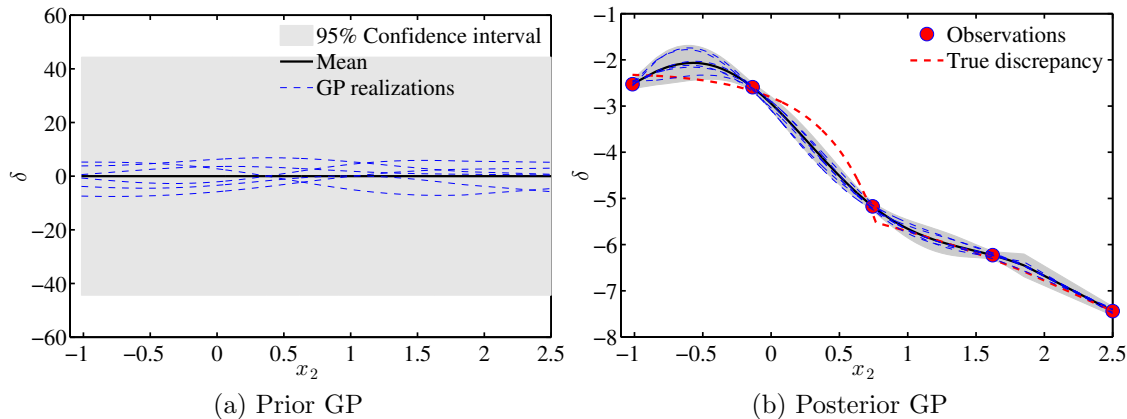 60
40
20
0
−20
−40
−60
δ
−1
−0.5
0
0.5
1
1.5
2
2.5
x2
95% Confidence interval
Mean
GP realizations
(a) Prior GP
−1
−2
−3
−4
−5
−6
−7
−8
δ
−1
−0.5
0
0.5
1
1.5
2
2.5
x2
Observations
True discrepancy
(b) Posterior GP